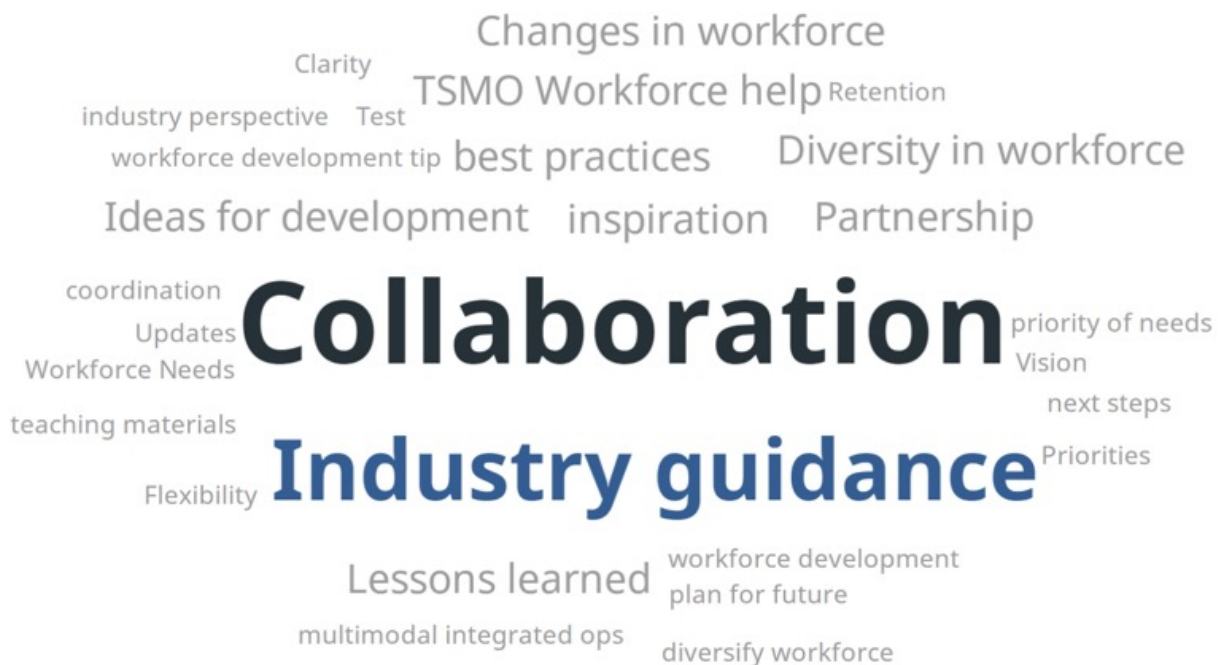 Changes in workforce
Clarity
TSMO Workforce help Retention
industry perspective Test
workforce development tip best practices Diversity in workforce
Ideas for development inspiration Partnership
coordination
Collaboration
Updates
priority of needs
Workforce Needs
Vision
next steps
teaching materials
Industry guidance
Priorities
Flexibility
Lessons learned
workforce development
plan for future
multimodal integrated ops
diversify workforce